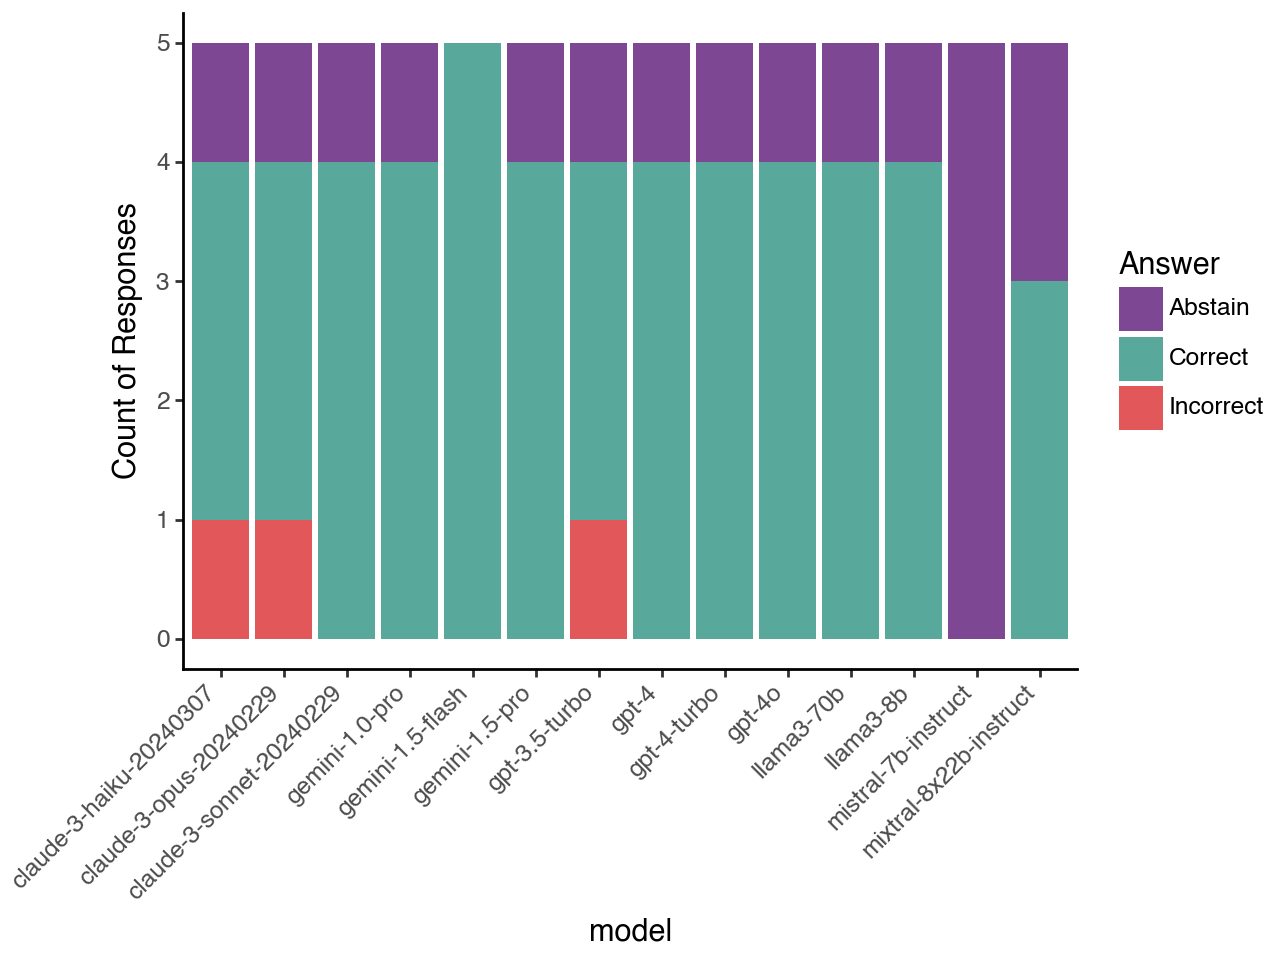 5
4
3
2
1
0
Count of Responses
claude-3-haiku-20240307
claude-3-opus-20240229
claude-3-sonnet-20240229
gemini-1.0-pro
gemini-1.5-flash
gemini-1.5-pro
gpt-3.5-turbo
gpt-4
gpt-4-turbo
gpt-4o
llama3-70b
llama3-8b
mistral-7b-instruct
mixtral-8x22b-instruct
model
Answer
Abstain
Correct
Incorrect